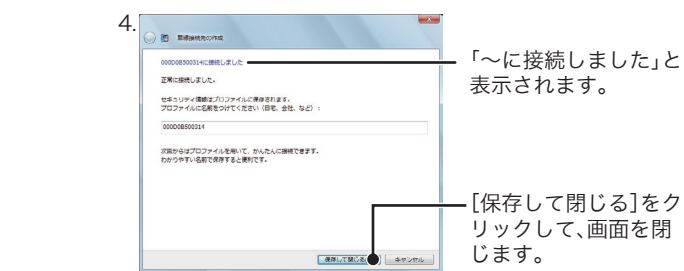 4.
無線接続先の作成
000D0B500314に接続しました
正常に接続しました。
セキュリティ情報はプロファイルに保存されます。
プロファイルに名前をつけてください(自宅、会社、など):
000D0B500314
次回からはプロファイルを用いて、かんたんに接続できます。
わかりやすい名前で保存すると便利です。
保存して閉じる
キャンセル
「～に接続しました」と
表示されます。
[保存して閉じる]をク
リックして、画面を閉
じます。